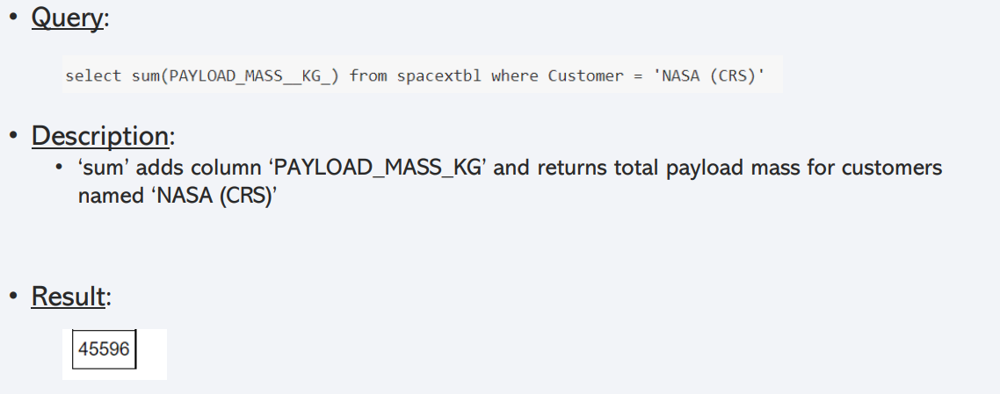 • Query:
select sum(PAYLOAD_MASS__KG_) from spacextbl where Customer = 'NASA (CRS)'
• Description:
• ‘sum’ adds column ‘PAYLOAD_MASS_KG’ and returns total payload mass for customers
named ‘NASA (CRS)’
• Result:
45596